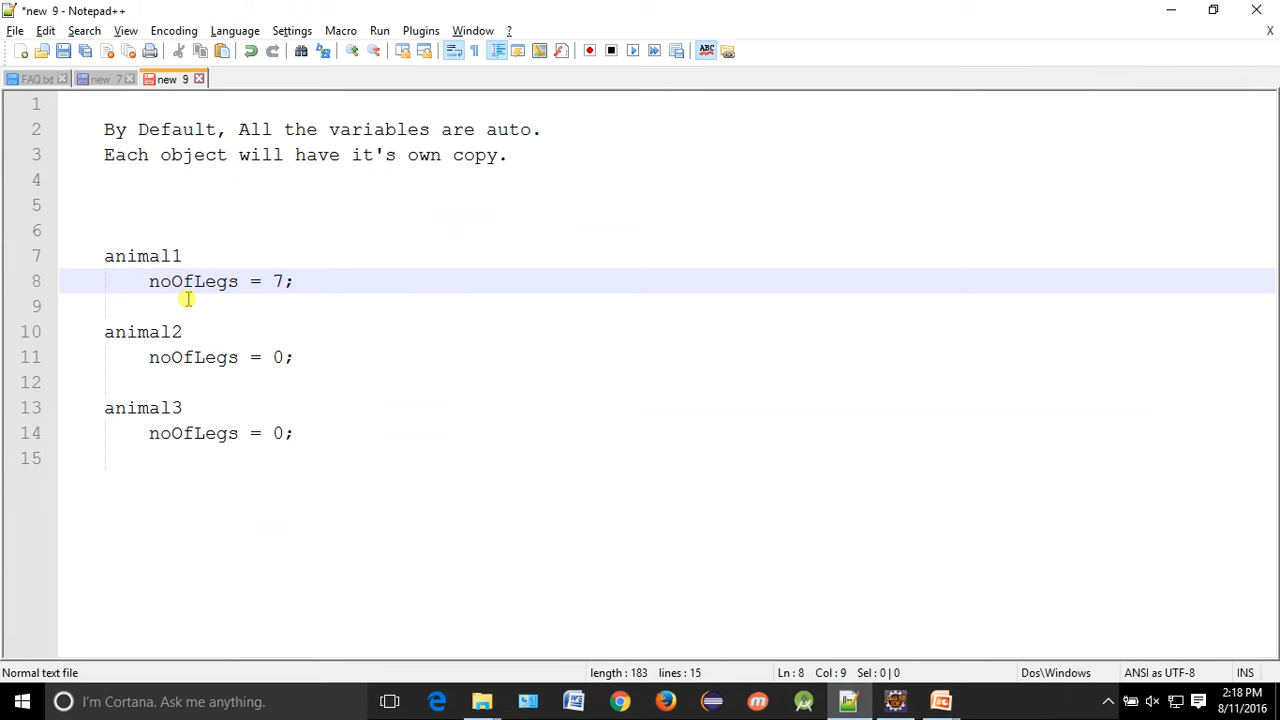 *new 9 - Notepad++
File Edit Search View Encoding Language Settings Macro Run Plugins Window ? X
FAQ.txt new 7 new 9
1
2 By Default, All the variables are auto.
3 Each object will have it's own copy.
4
5
6
7 animal1
8 noOfLegs = 7;
9
10 animal2
11 noOfLegs = 0;
12
13 animal3
14 noOfLegs = 0;
15
Normal text file length : 183 lines : 15 Ln : 8 Col : 9 Sel : 0 | 0 Dos\Windows ANSI as UTF-8 INS
I'm Cortana. Ask me anything. 2:18 PM
8/11/2016